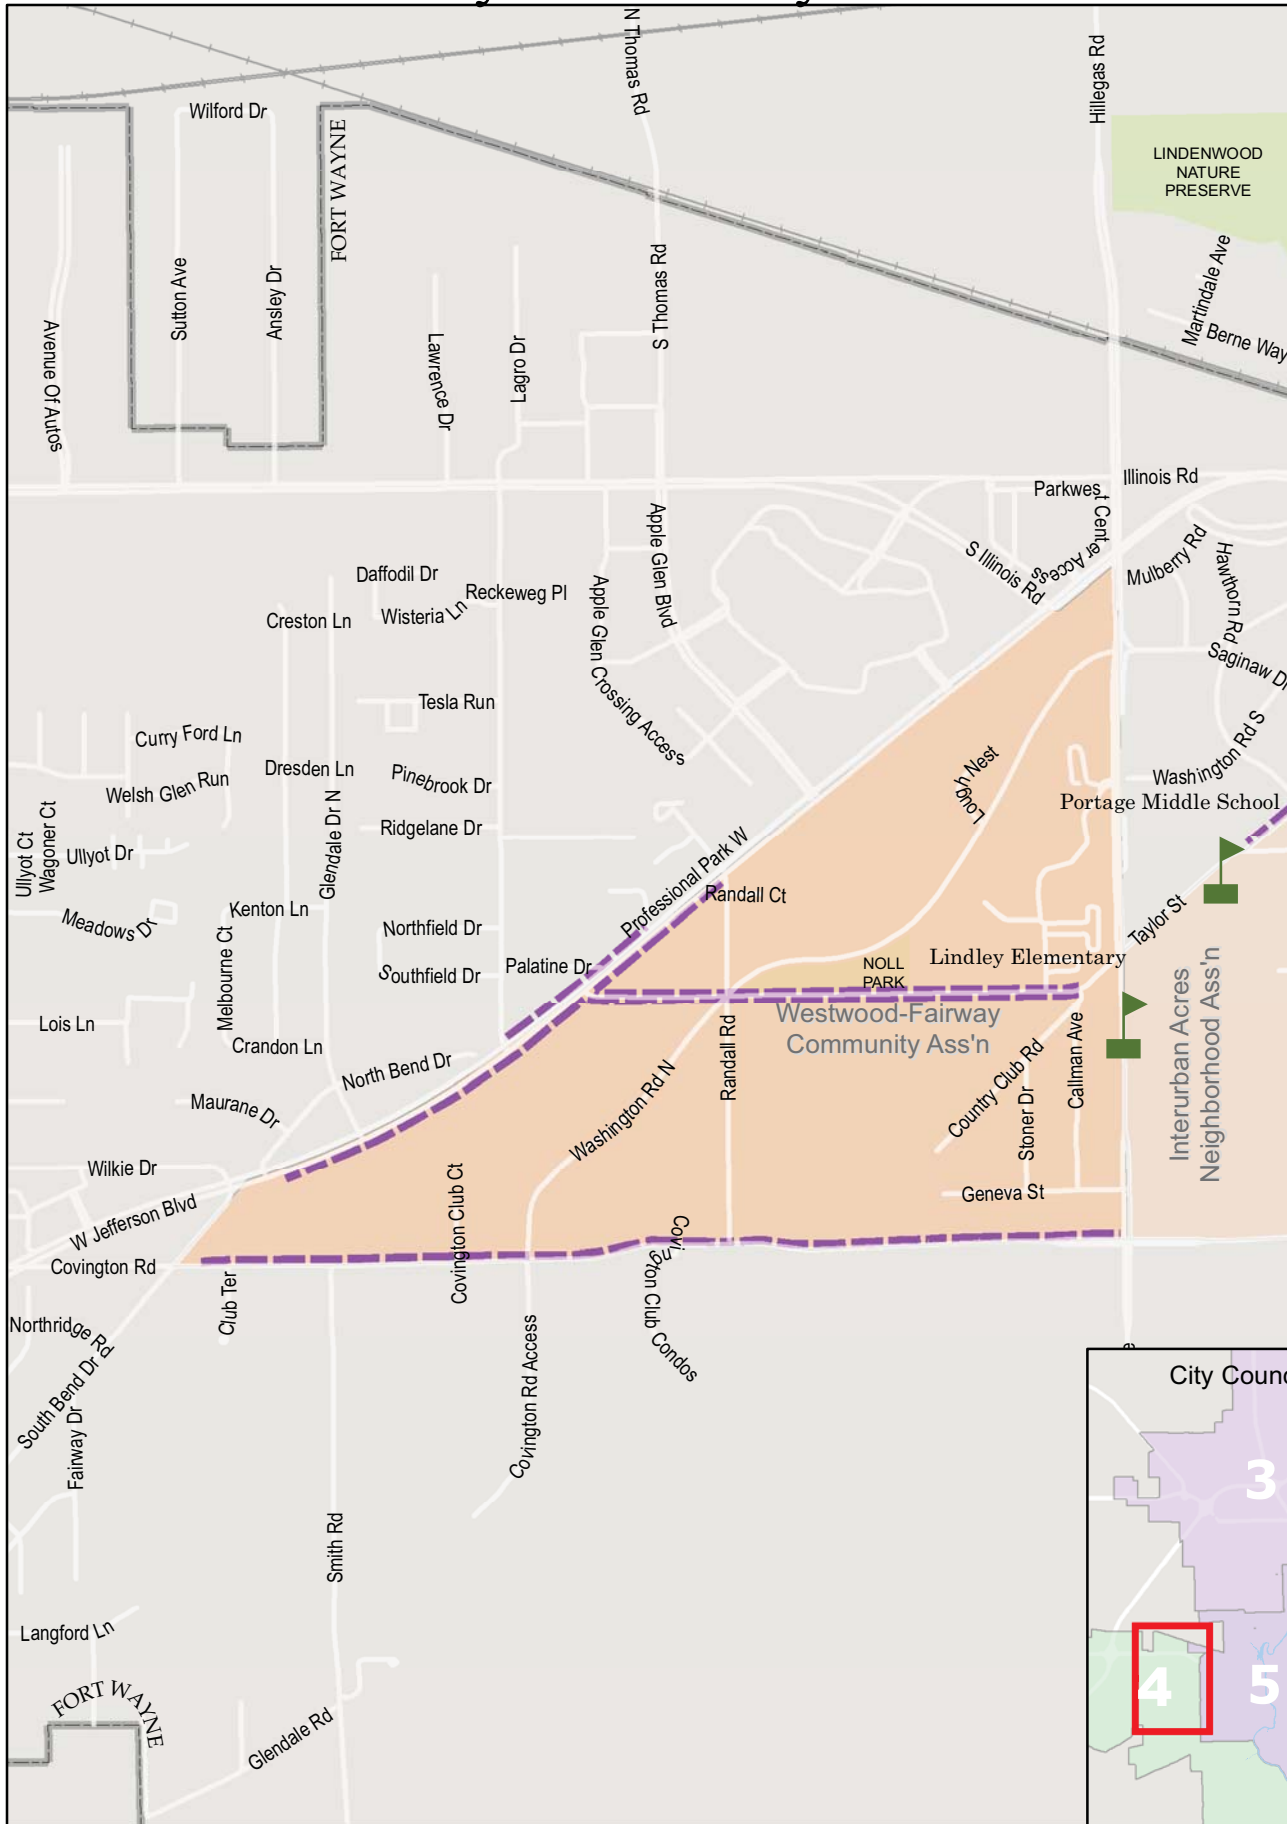 N Thomas Rd
Hillegas Rd
Wilford Dr
FORT WAYNE
LINDENWOOD
NATURE
PRESERVE
Sutton Ave
Ansley Dr
S Thomas Rd
Martindale Ave
Berne Way
Avenue Of Autos
Lawrence Dr
Lagro Dr
Illinois Rd
Parkwest Center Access
S Illinois Rd
Mulberry Rd
Hawthorn Rd
Apple Glen Blvd
Daffodil Dr
Reckeweg Pl
Wisteria Ln
Creston Ln
Apple Glen Crossing Access
Saginaw Dr
Tesla Run
Curry Ford Ln
Dresden Ln
Pinebrook Dr
Welsh Glen Run
Washington Rd S
Lough Nest
Portage Middle School
Ullyot Ct
Wagoner Ct
Ullyot Dr
Glendale Dr N
Ridgelane Dr
Professional Park W
Randall Ct
Meadows Dr
Kenton Ln
Northfield Dr
Taylor St
Melbourne Ct
Southfield Dr
Palatine Dr
NOLL
PARK
Lindley Elementary
Lois Ln
Crandon Ln
North Bend Dr
Westwood-Fairway
Community Ass'n
Interurban Acres
Neighborhood Ass'n
Maurane Dr
Washington Rd N
Randall Rd
Country Club Rd
Callman Ave
Stoner Dr
Wilkie Dr
Geneva St
W Jefferson Blvd
Covington Rd
Covington Club Ct
Covington Club Condos
Club Ter
Northridge Rd
South Bend Dr
Fairway Dr
Covington Rd Access
Smith Rd
e
City Counc
3
4
5
Langford Ln
FORT WAYNE
Glendale Rd